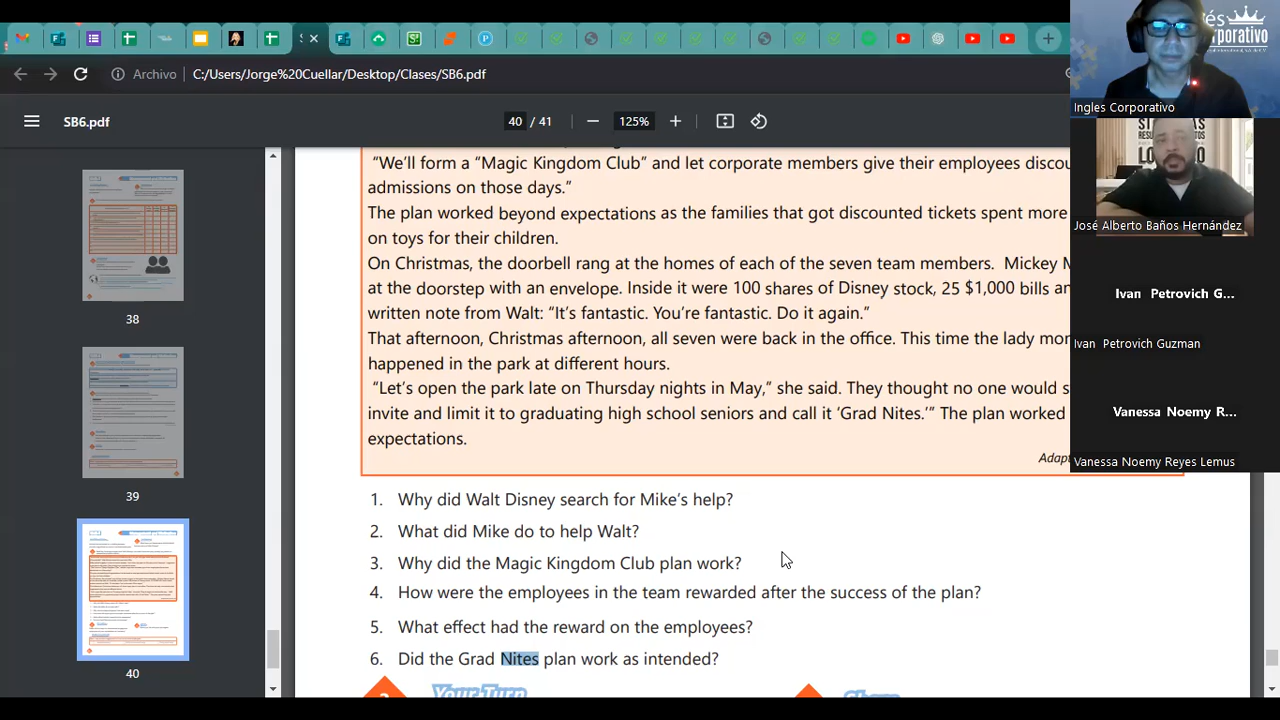 és
rporativo
Archivo C:/Users/Jorge%20Cuellar/Desktop/Clases/SB6.pdf
Ingles Corporativo
SB6.pdf 40 / 41 125%
ST
RESU
LO
José Alberto Baños Hernández
"We'll form a "Magic Kingdom Club" and let corporate members give their employees discou
admissions on those days."
The plan worked beyond expectations as the families that got discounted tickets spent more
on toys for their children.
On Christmas, the doorbell rang at the homes of each of the seven team members. Mickey M
at the doorstep with an envelope. Inside it were 100 shares of Disney stock, 25 $1,000 bills an
written note from Walt: "It's fantastic. You're fantastic. Do it again."
That afternoon, Christmas afternoon, all seven were back in the office. This time the lady mor
happened in the park at different hours.
"Let's open the park late on Thursday nights in May," she said. They thought no one would s
invite and limit it to graduating high school seniors and call it 'Grad Nites.'" The plan worked
expectations.
Adap
Ivan Petrovich G...
Ivan Petrovich Guzman
Vanessa Noemy R...
Vanessa Noemy Reyes Lemus
1. Why did Walt Disney search for Mike's help?
2. What did Mike do to help Walt?
3. Why did the Magic Kingdom Club plan work?
4. How were the employees in the team rewarded after the success of the plan?
5. What effect had the reward on the employees?
6. Did the Grad Nites plan work as intended?
Your Turn
38
39
40